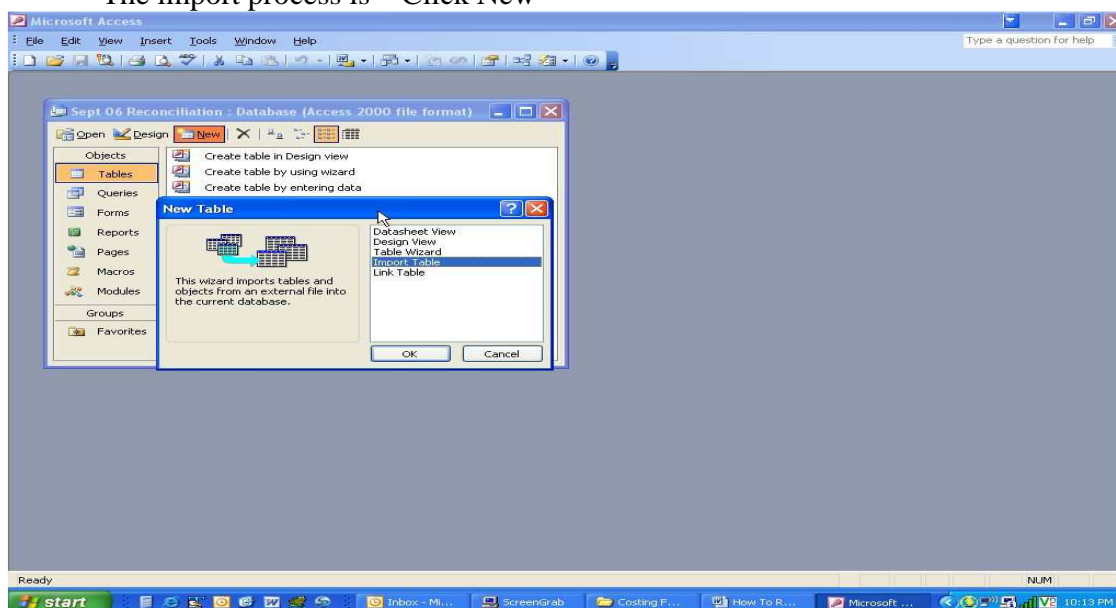 The import process is – Click New
Microsoft Access
File Edit View Insert Tools Window Help
Type a question for help
Sept 06 Reconciliation : Database (Access 2000 file format)
Open Design New
Objects
Tables
Queries
Forms
Reports
Pages
Macros
Modules
Groups
Favorites
Create table in Design view
Create table by using wizard
Create table by entering data
New Table
This wizard imports tables and
objects from an external file into
the current database.
Datasheet View
Design View
Table Wizard
Import Table
Link Table
OK Cancel
Ready
NUM
start Inbox - Mi... ScreenGrab Costing F... How To R... Microsoft ... 10:13 PM